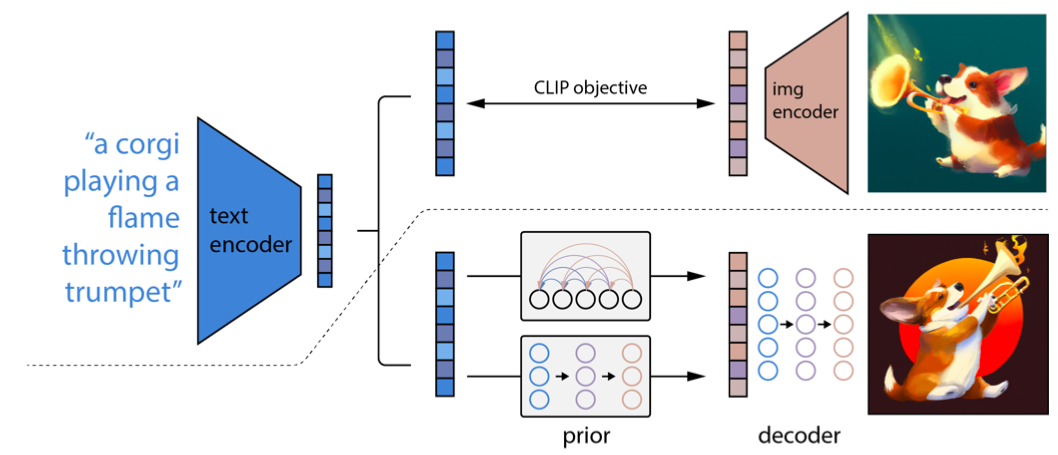 “a corgi
playing a
flame
throwing
trumpet”
text
encoder
CLIP objective
img
encoder
prior
decoder